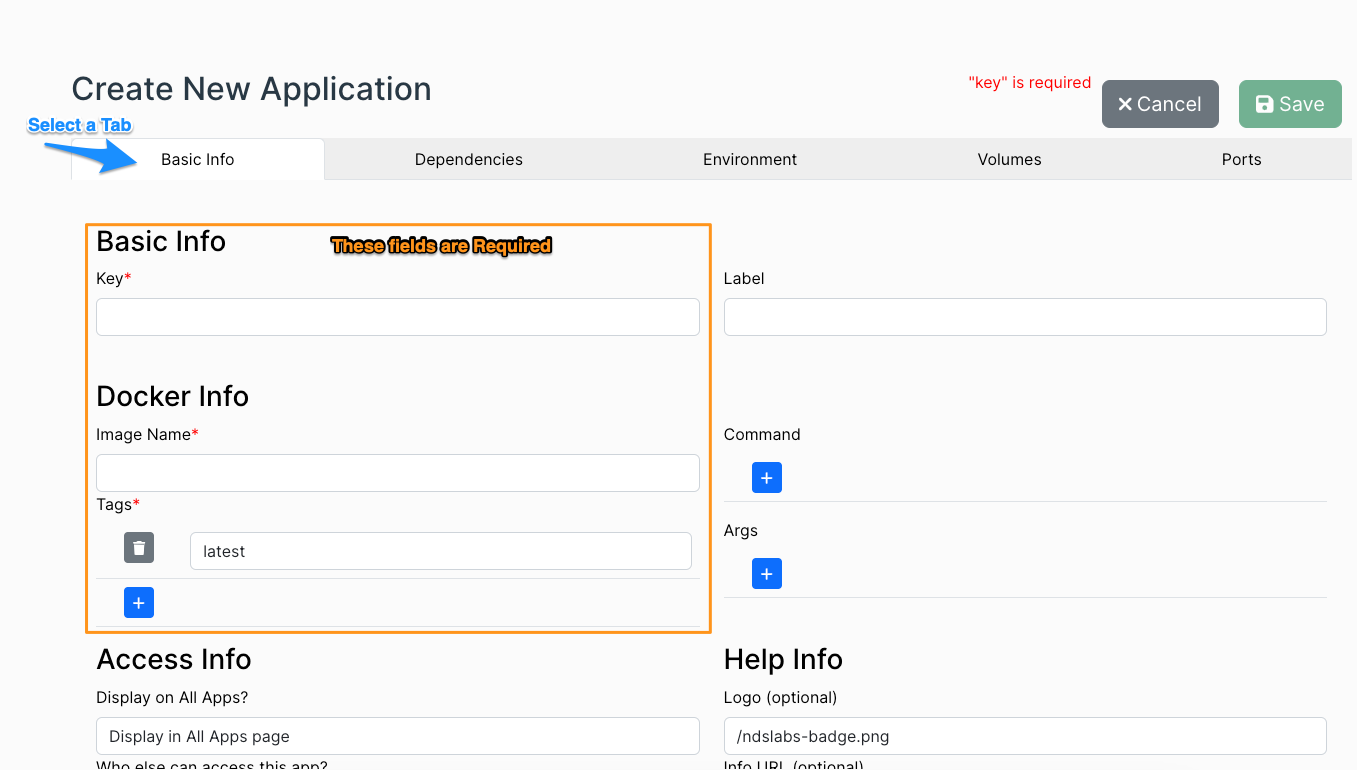 Create New Application
"key" is required
Cancel
Save
Select a Tab
Basic Info
Dependencies
Environment
Volumes
Ports
Basic Info
These fields are Required
Key*
Label
Docker Info
Image Name*
Command
Tags*
latest
Args
Access Info
Help Info
Display on All Apps?
Logo (optional)
Display in All Apps page
/ndslabs-badge.png
Who else can access this app?
Info URL (optional)